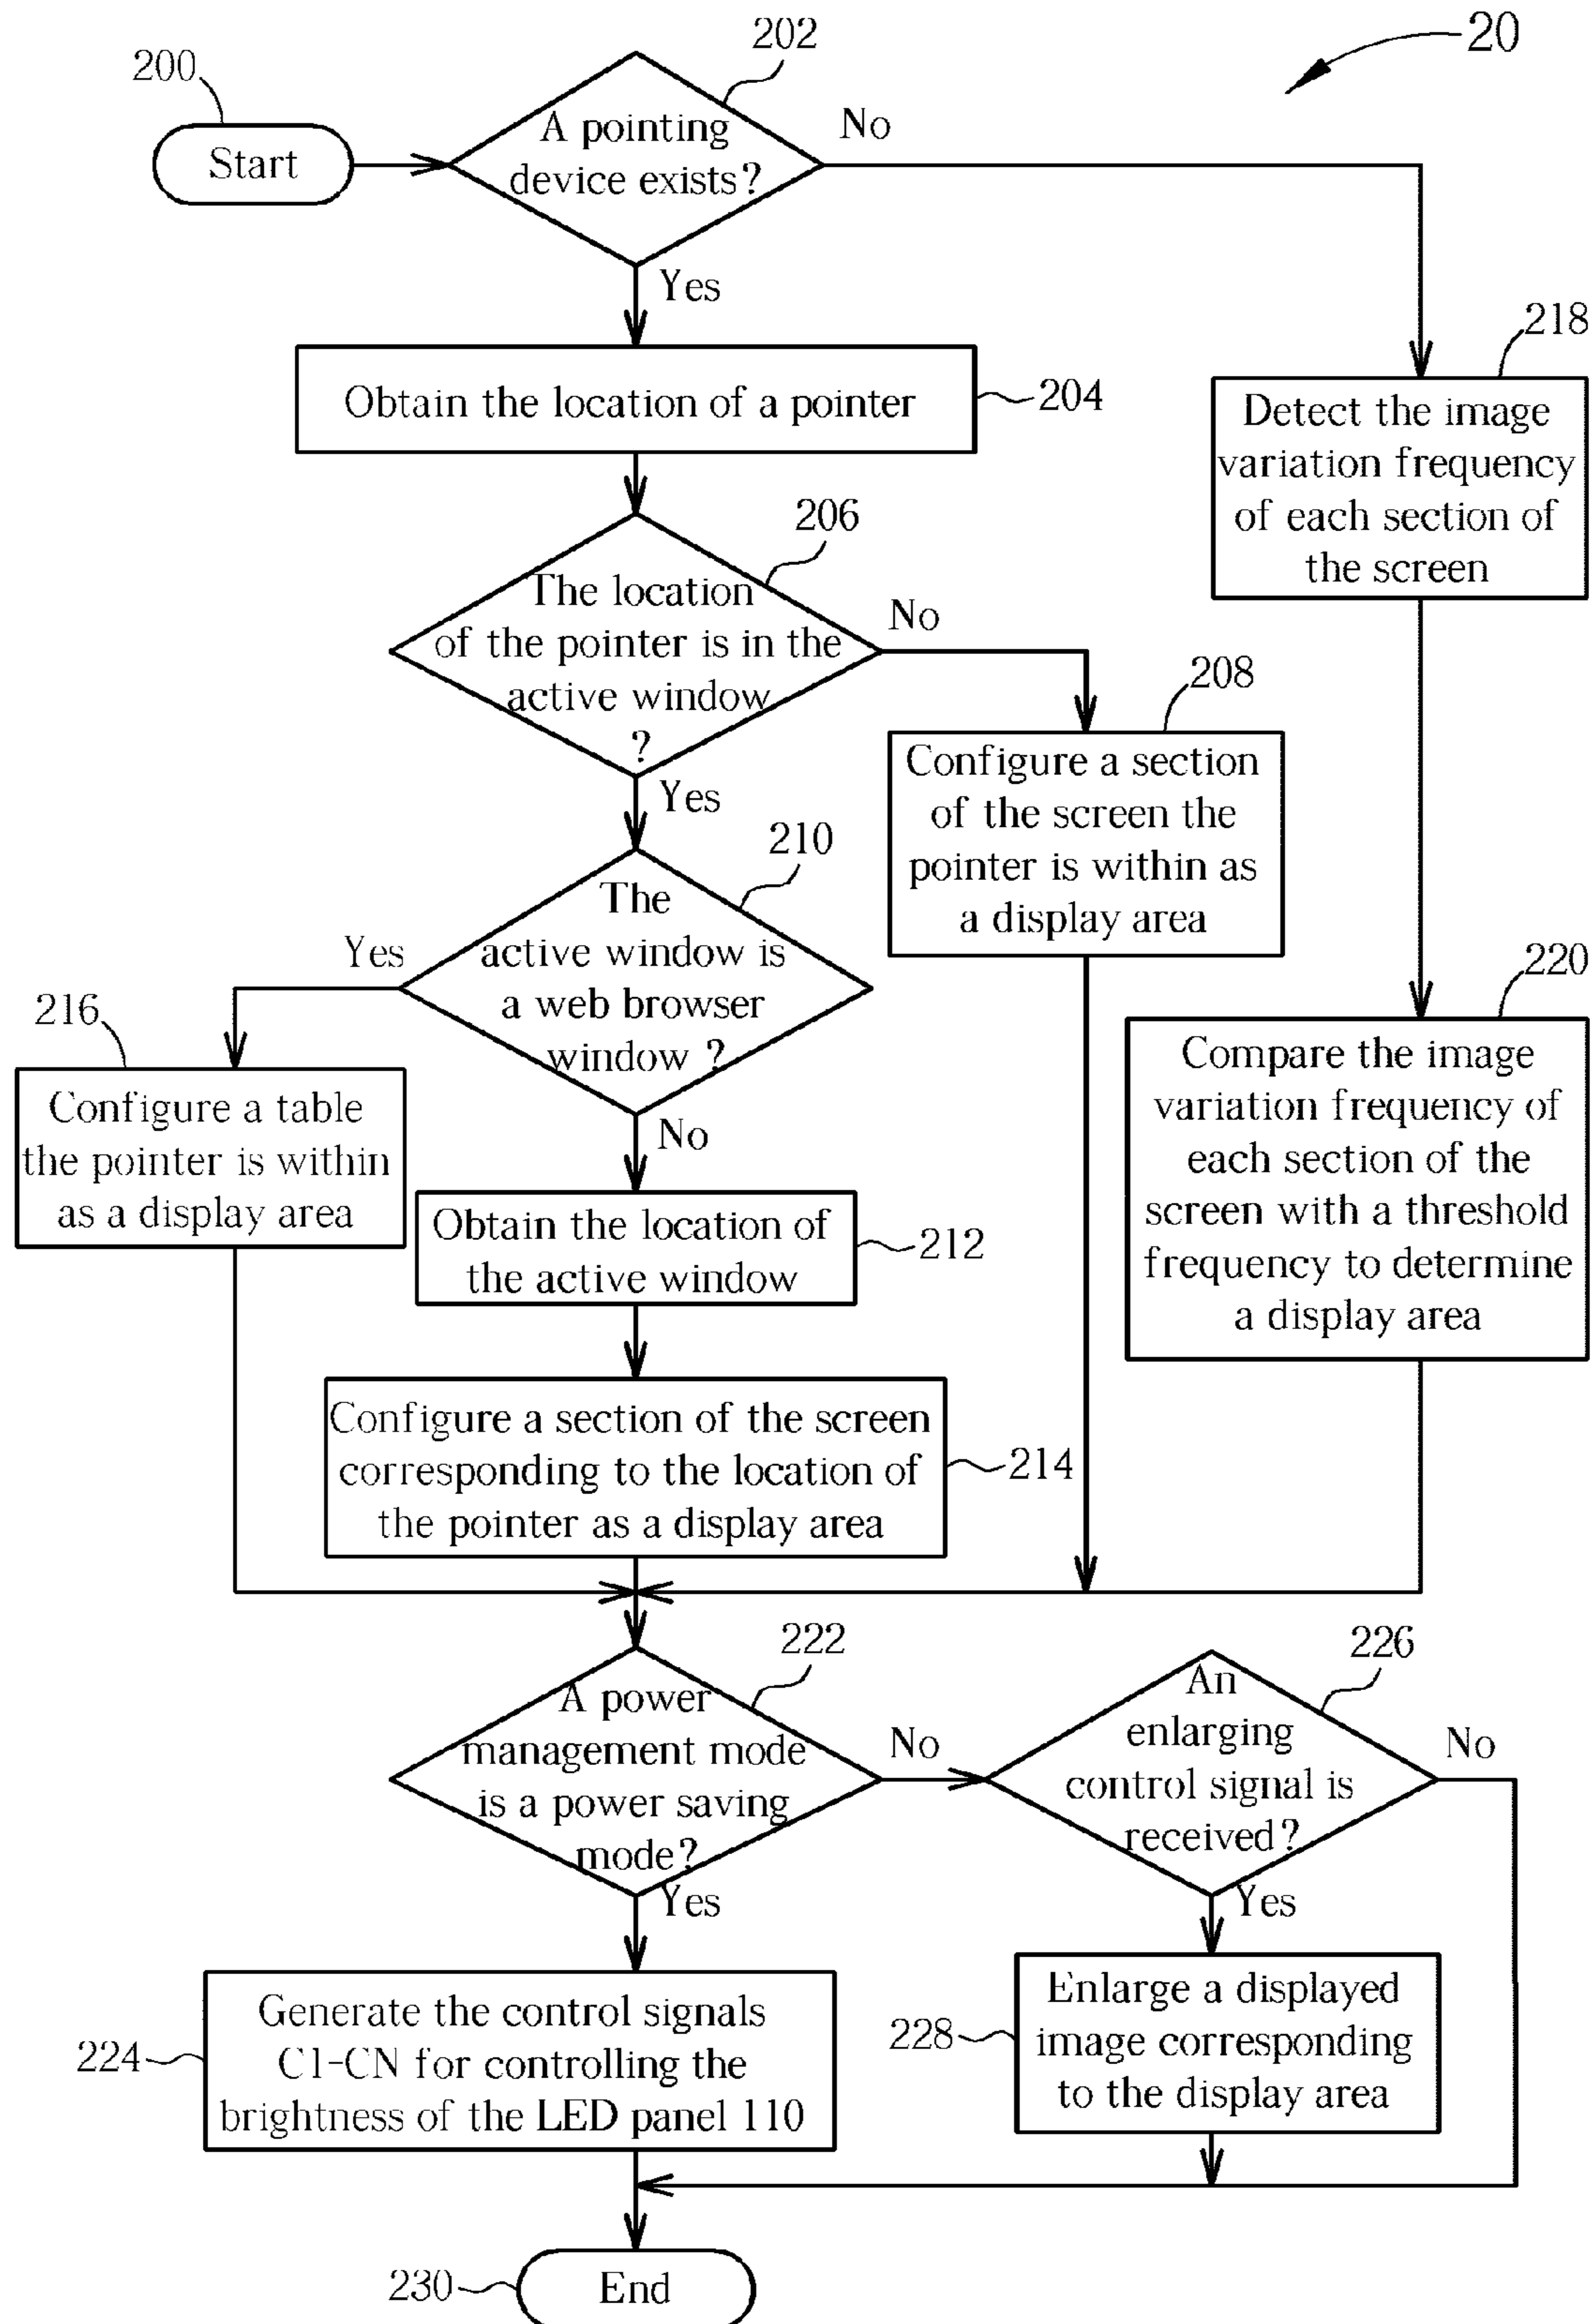 20
200
Start
202
A pointing
device exists?
No
Yes
Obtain the location of a pointer
204
218
Detect the image
variation frequency
of each section of
the screen
206
The location
of the pointer is in the
active window
?
No
Yes
208
Configure a section
of the screen the
pointer is within as
a display area
210
The
active window is
a web browser
window ?
Yes
No
216
Configure a table
the pointer is within
as a display area
220
Compare the image
variation frequency of
each section of the
screen with a threshold
frequency to determine
a display area
Obtain the location of
the active window
212
Configure a section of the screen
corresponding to the location of
the pointer as a display area
214
222
A power
management mode
is a power saving
mode?
No
Yes
226
An
enlarging
control signal is
received?
No
Yes
224
Generate the control signals
C1-CN for controlling the
brightness of the LED panel 110
228
Enlarge a displayed
image corresponding
to the display area
230
End